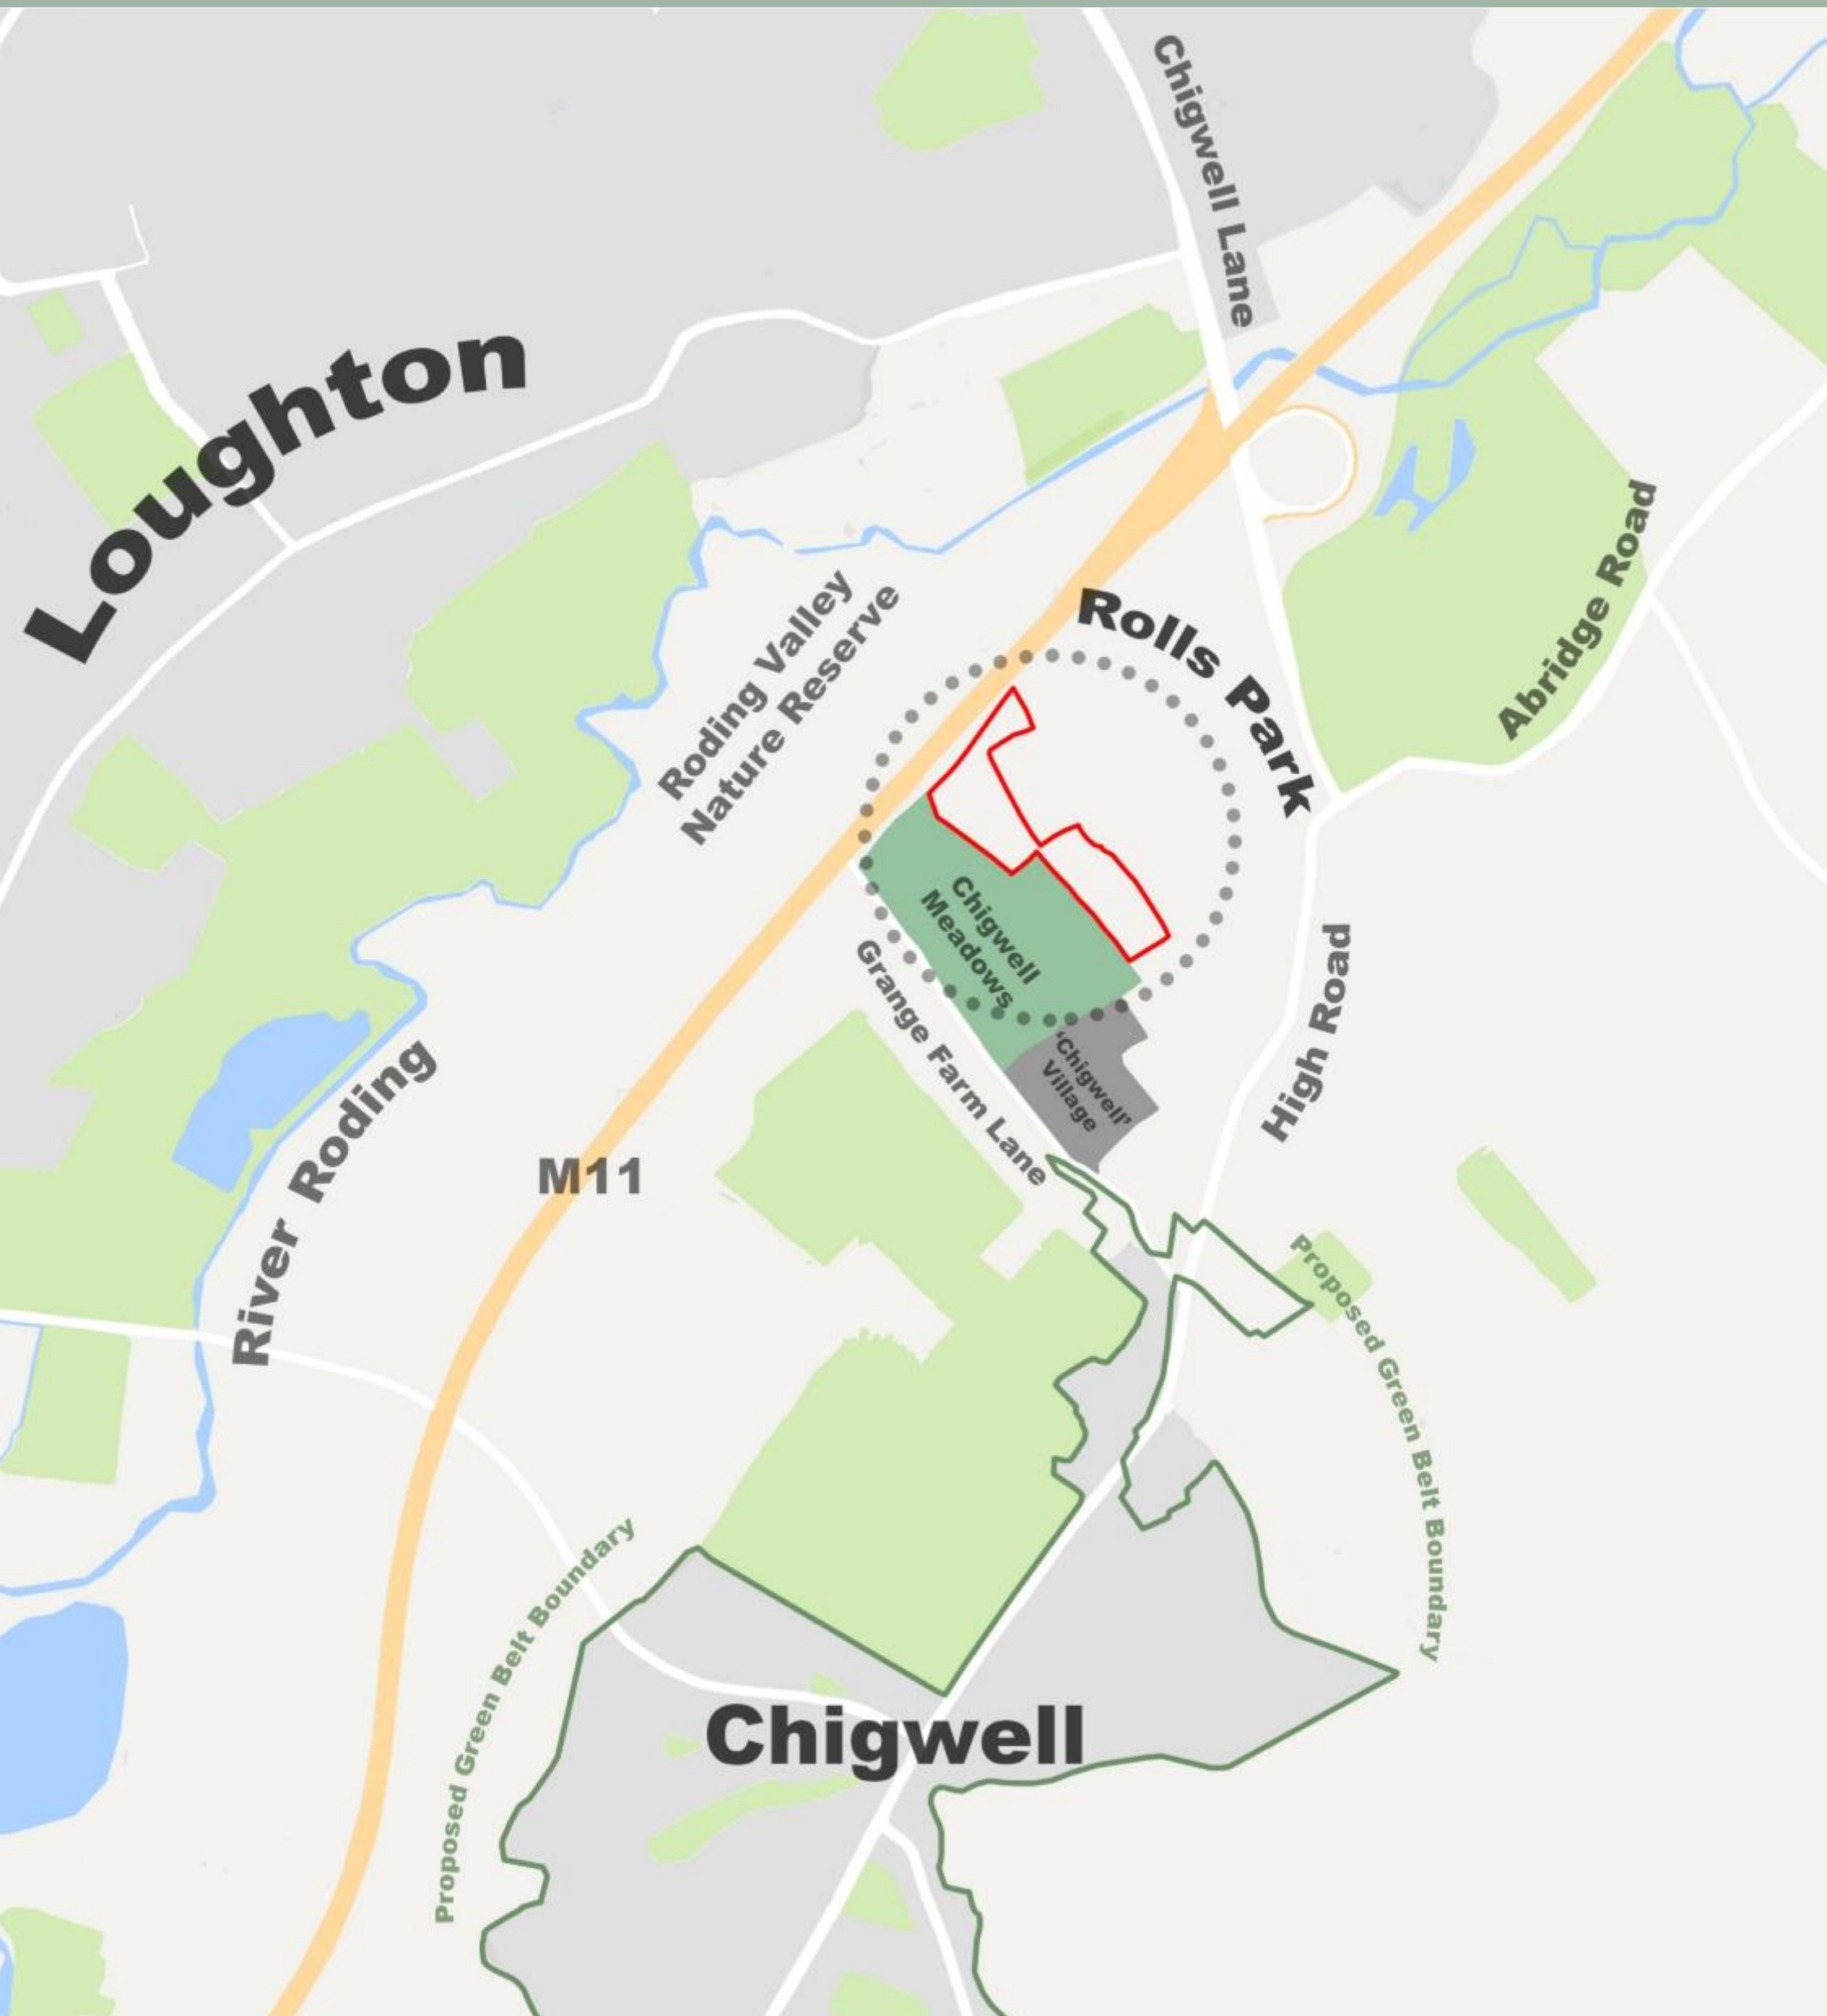 Chigwell Lane
Loughton
Abridge Road
Roding Valley
Nature Reserve
Rolls Park
Chigwell
Meadows
Grange Farm Lane
High Road
'Chigwell'
Village
River Roding
M11
Proposed Green Belt Boundary
Proposed Green Belt Boundary
Chigwell